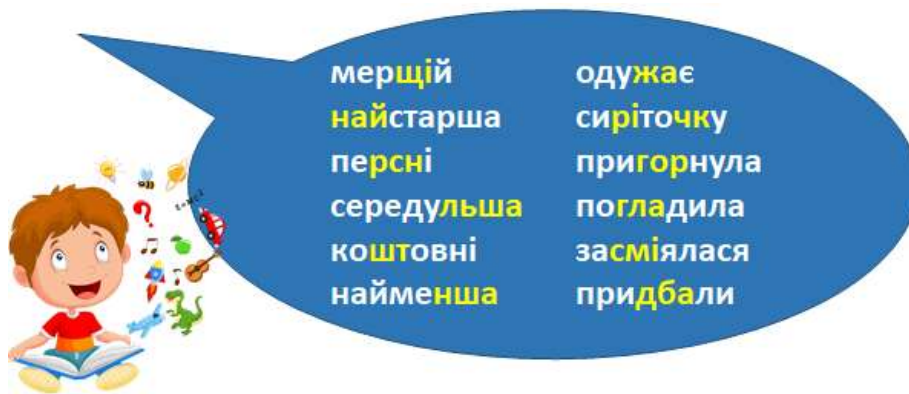 мерщій
найстарша
персні
середульша
коштовні
найменша
одужає
сиріточку
пригорнула
погладила
засміялася
придбали